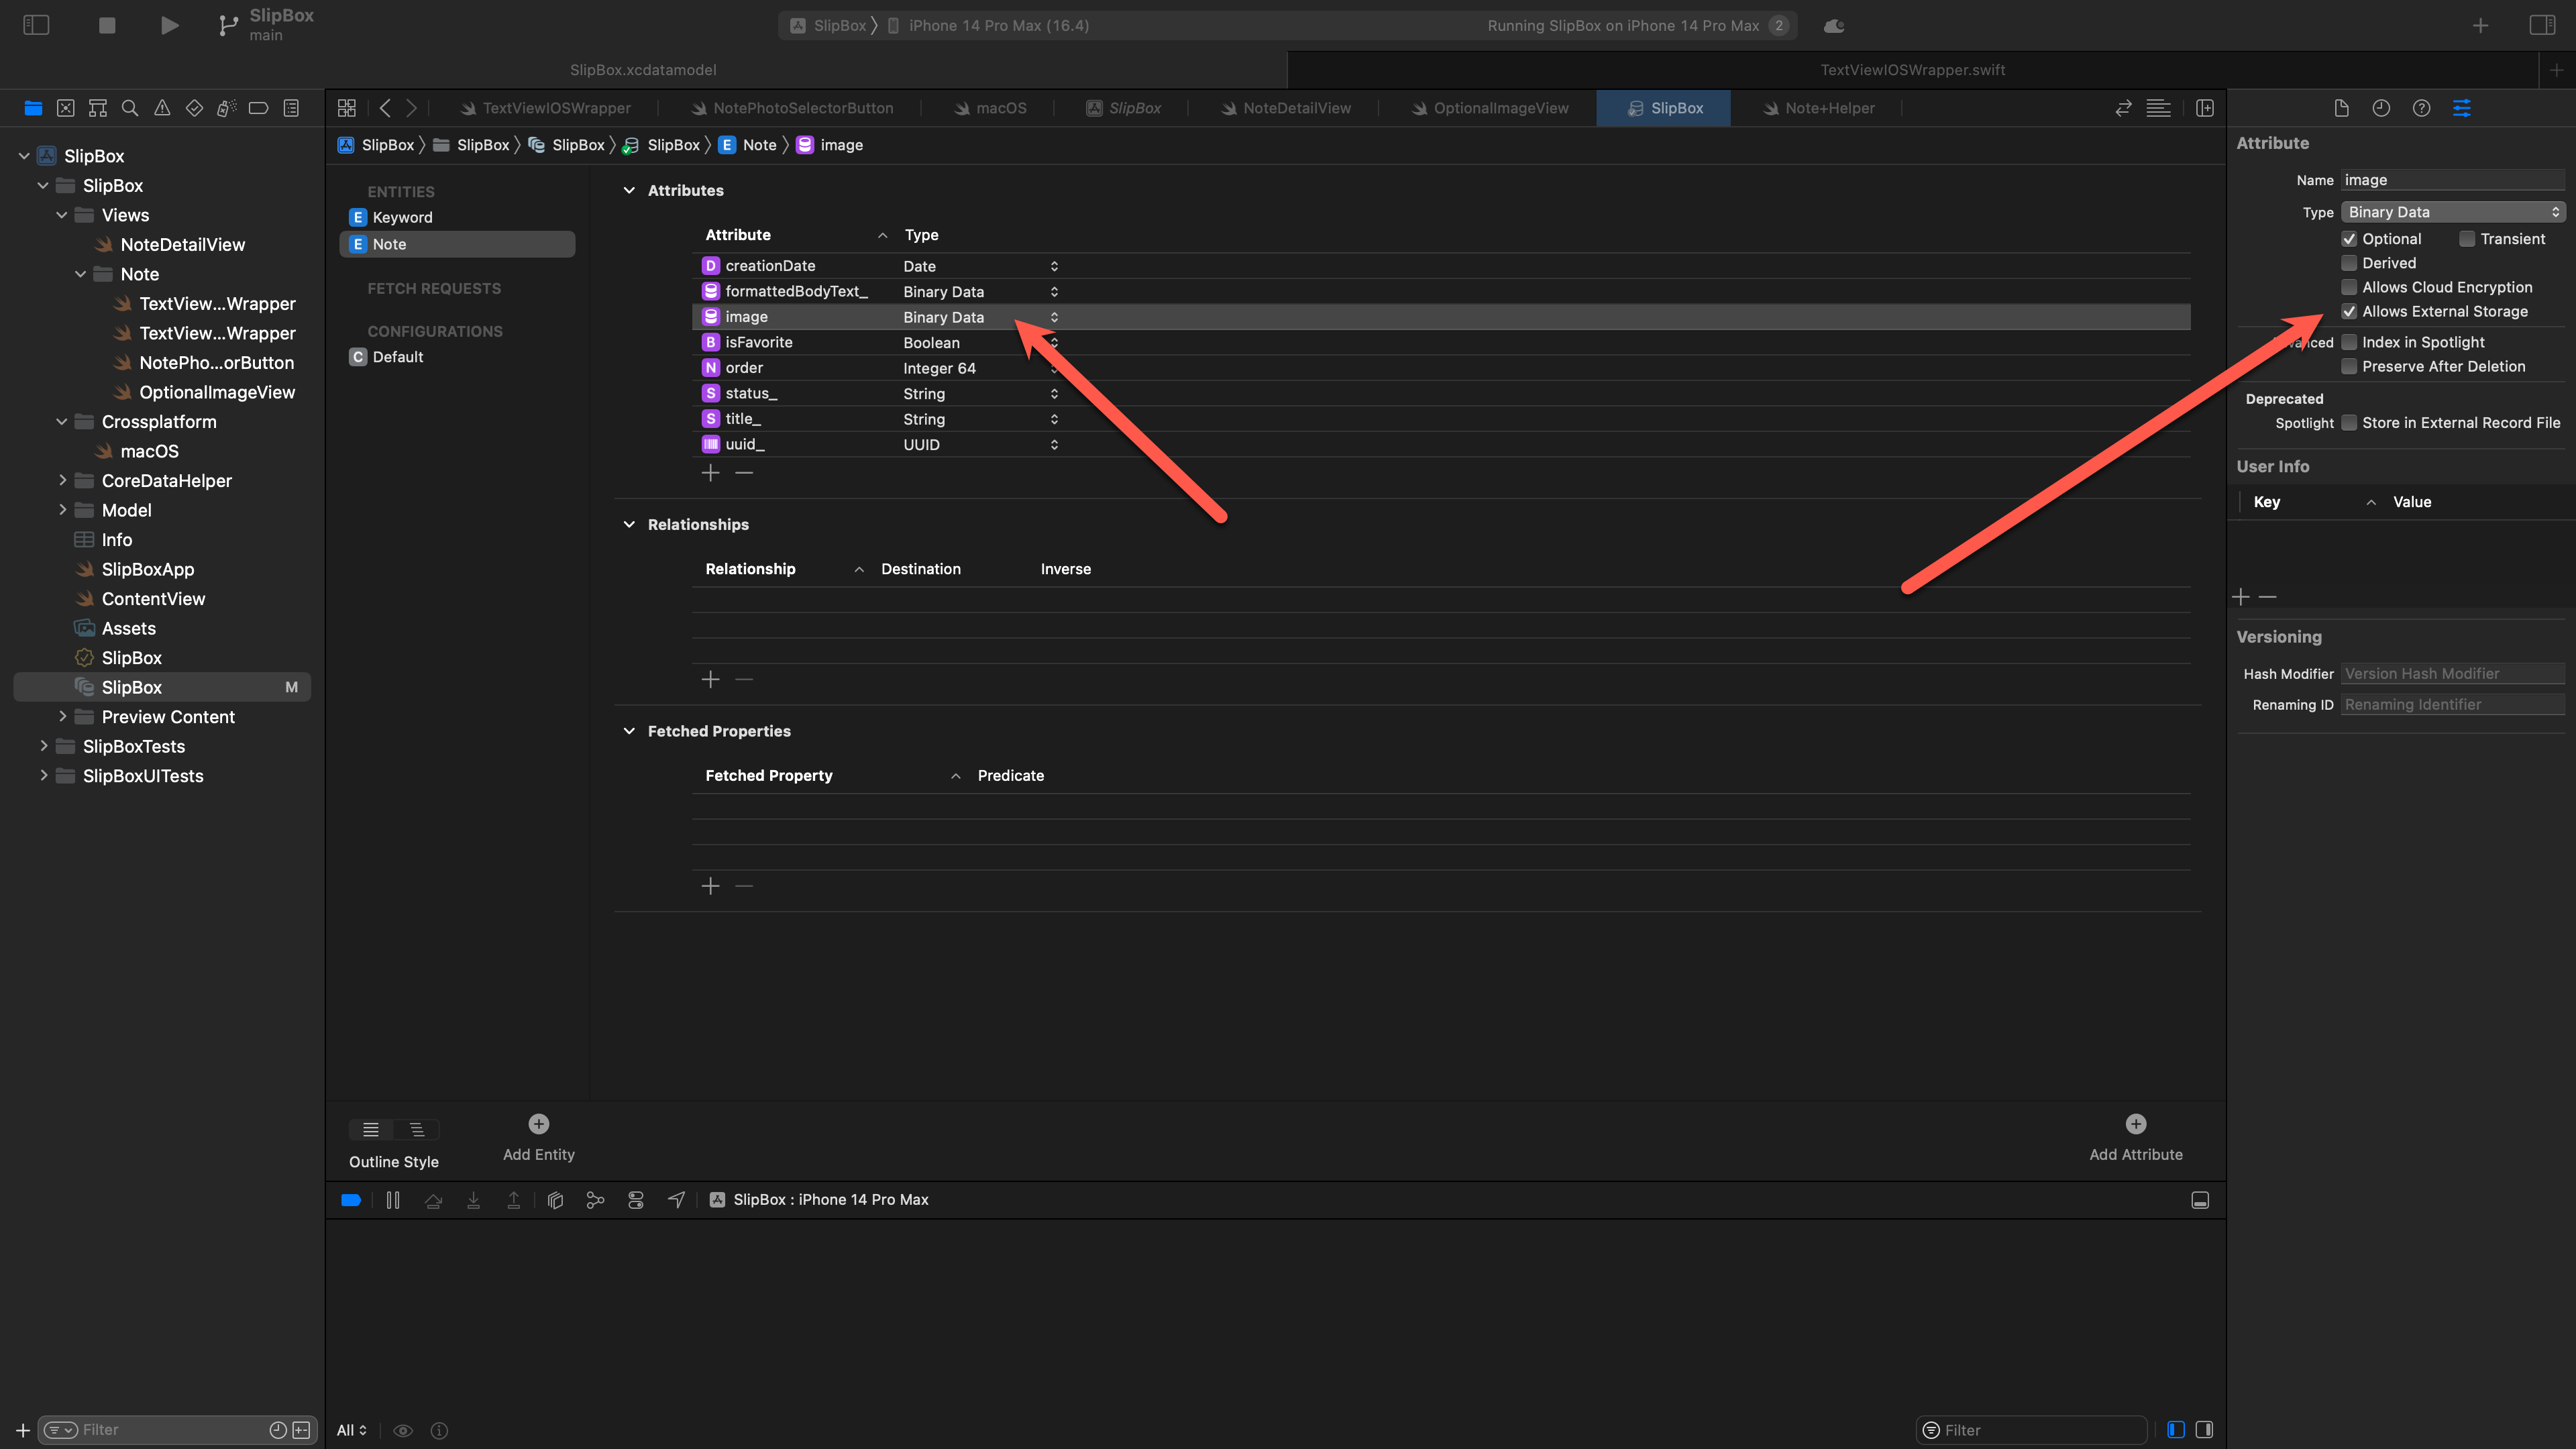 SlipBox
main
SlipBox 〉 iPhone 14 Pro Max (16.4)
Running SlipBox on iPhone 14 Pro Max 2
SlipBox.xcdatamodel
TextViewIOSWrapper.swift
TextViewIOSWrapper
NotePhotoSelectorButton
macOS
SlipBox
NoteDetailView
OptionalImageView
SlipBox
Note+Helper
SlipBox 〉 SlipBox 〉 SlipBox 〉 SlipBox 〉 E Note 〉 image
SlipBox
SlipBox
Views
NoteDetailView
Note
TextView...Wrapper
TextView...Wrapper
NotePho...orButton
OptionalImageView
Crossplatform
macOS
CoreDataHelper
Model
Info
SlipBoxApp
ContentView
Assets
SlipBox
SlipBox M
Preview Content
SlipBoxTests
SlipBoxUITests
Filter
ENTITIES
E Keyword
E Note
FETCH REQUESTS
CONFIGURATIONS
C Default
Attributes
Attribute Type
D creationDate Date
formattedBodyText_ Binary Data
image Binary Data
B isFavorite Boolean
N order Integer 64
S status_ String
S title_ String
uuid_ UUID
Relationships
Relationship Destination Inverse
Fetched Properties
Fetched Property Predicate
Outline Style
Add Entity
Add Attribute
SlipBox : iPhone 14 Pro Max
All
Filter
Attribute
Name image
Type Binary Data
Optional Transient
Derived
Allows Cloud Encryption
Allows External Storage
Index in Spotlight
Preserve After Deletion
Deprecated
Spotlight Store in External Record File
User Info
Key Value
Versioning
Hash Modifier Version Hash Modifier
Renaming ID Renaming Identifier